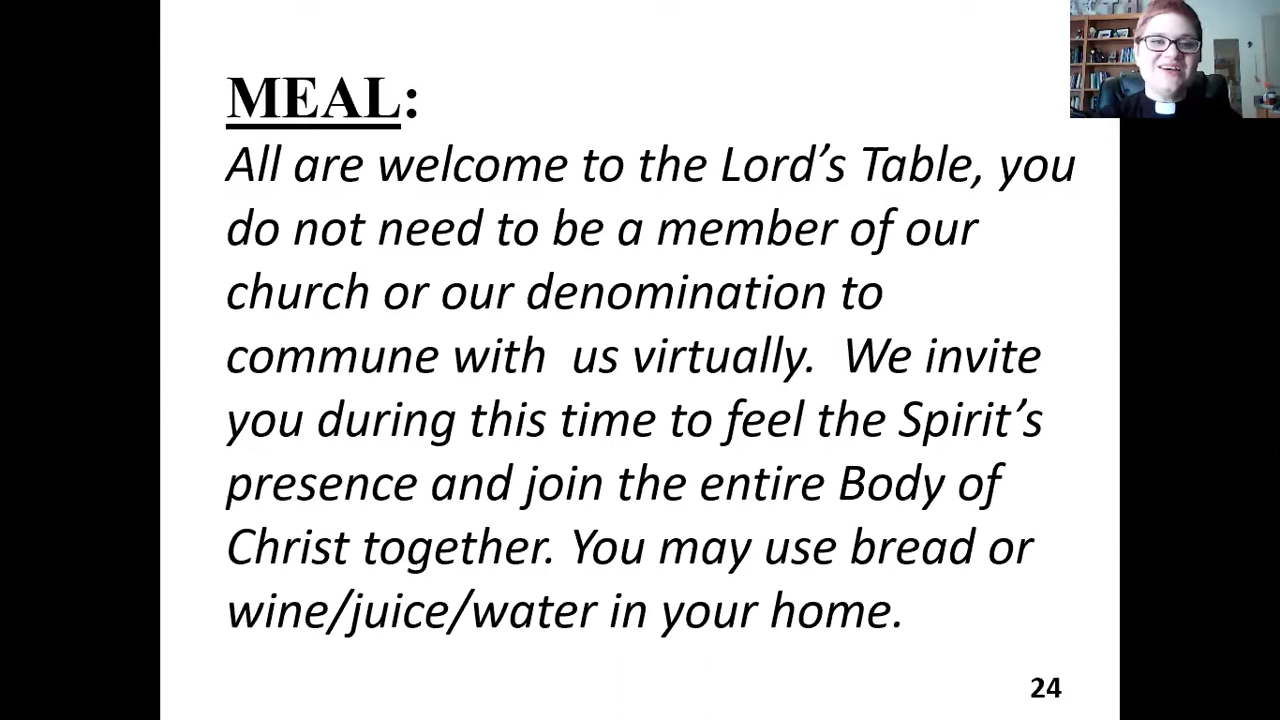 MEAL:
All are welcome to the Lord’s Table, you
do not need to be a member of our
church or our denomination to
commune with  us virtually.  We invite
you during this time to feel the Spirit’s
presence and join the entire Body of
Christ together. You may use bread or
wine/juice/water in your home.
24